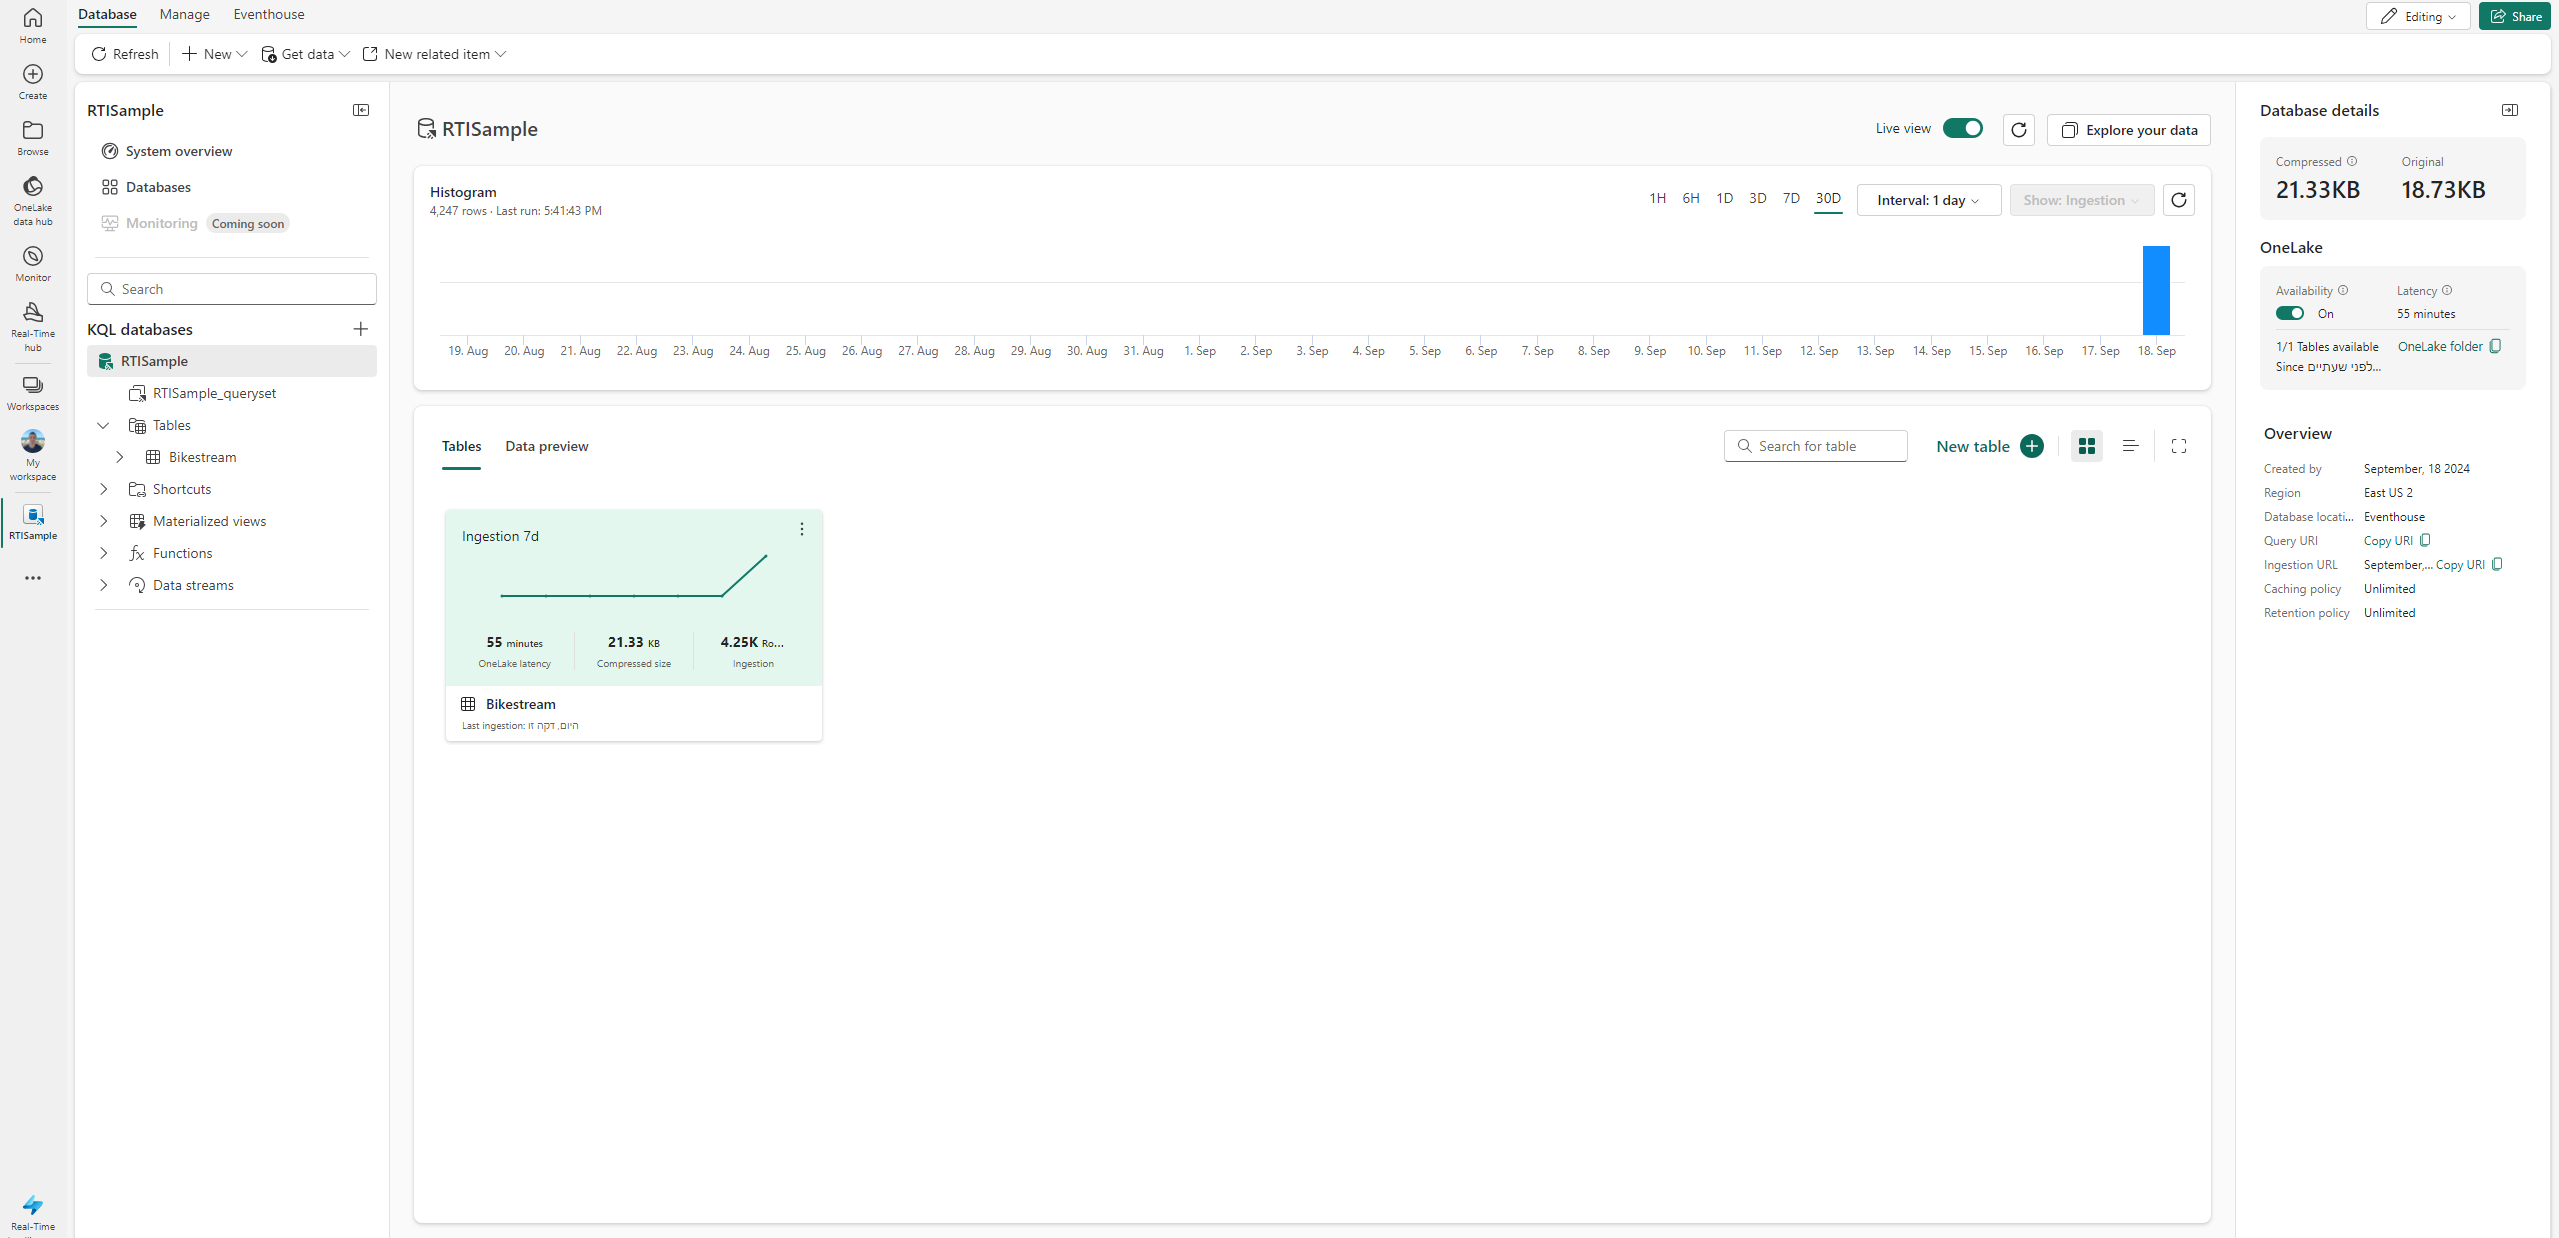 Home
Create
Browse
OneLake
data hub
Monitor
Real-Time
hub
Workspaces
My
workspace
RTISample
Real-Time
Database Manage Eventhouse
Editing
Share
Refresh New Get data New related item
RTISample
System overview
Databases
Monitoring Coming soon
Search
KQL databases
RTISample
RTISample_queryset
Tables
Bikestream
Shortcuts
Materialized views
Functions
Data streams
RTISample
Live view
Explore your data
Histogram
4,247 rows · Last run: 5:41:43 PM
1H 6H 1D 3D 7D 30D
Interval: 1 day
Show: Ingestion
19. Aug 20. Aug 21. Aug 22. Aug 23. Aug 24. Aug 25. Aug 26. Aug 27. Aug 28. Aug 29. Aug 30. Aug 31. Aug 1. Sep 2. Sep 3. Sep 4. Sep 5. Sep 6. Sep 7. Sep 8. Sep 9. Sep 10. Sep 11. Sep 12. Sep 13. Sep 14. Sep 15. Sep 16. Sep 17. Sep 18. Sep
Tables Data preview
Search for table
New table
Ingestion 7d
55 minutes 21.33 KB 4.25K Ro...
OneLake latency Compressed size Ingestion
Bikestream
Last ingestion: היום, דקה זו
Database details
Compressed Original
21.33KB 18.73KB
OneLake
Availability Latency
On 55 minutes
1/1 Tables available OneLake folder
Since לפני שעתיים...
Overview
Created by September, 18 2024
Region East US 2
Database locati... Eventhouse
Query URI Copy URI
Ingestion URL September,... Copy URI
Caching policy Unlimited
Retention policy Unlimited